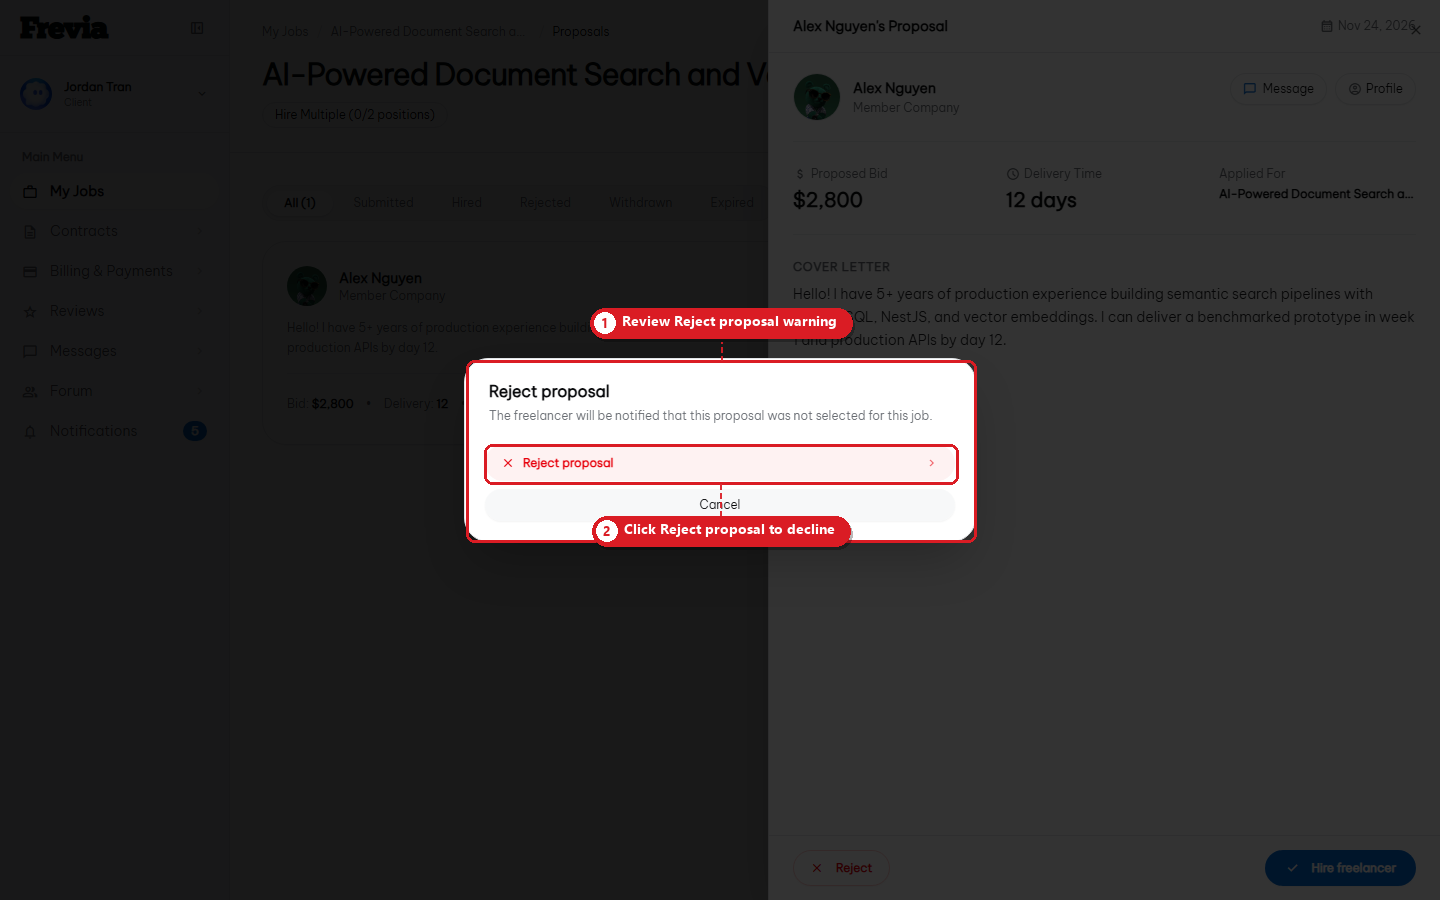 Frevia
Jordan Tran
Client
Main Menu
My Jobs
Contracts
Billing & Payments
Reviews
Messages
Forum
Notifications
5
My Jobs
AI-Powered Document Search a...
Proposals
AI-Powered Document Search and V
Hire Multiple (0/2 positions)
All (1)
Submitted
Hired
Rejected
Withdrawn
Expired
Alex Nguyen
Member Company
Hello! I have 5+ years of production experience build
production APIs by day 12.
Bid: $2,800 • Delivery: 12
Alex Nguyen's Proposal
Nov 24, 2026
Alex Nguyen
Member Company
Message
Profile
$ Proposed Bid
$2,800
Delivery Time
12 days
Applied For
AI-Powered Document Search a...
COVER LETTER
Hello! I have 5+ years of production experience building semantic search pipelines with
QL, NestJS, and vector embeddings. I can deliver a benchmarked prototype in week
1 and production APIs by day 12.
1 Review Reject proposal warning
Reject proposal
The freelancer will be notified that this proposal was not selected for this job.
Reject proposal
Cancel
2 Click Reject proposal to decline
Reject
Hire freelancer